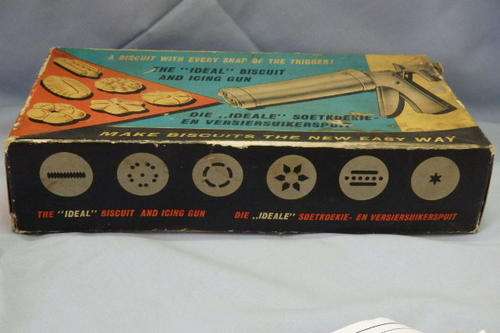 A BISCUIT WITH EVERY SNAP OF THE TRIGGER!
THE "IDEAL" BISCUIT
AND ICING GUN
DIE „IDEALE" SOETKOEKIE-
EN VERSIERSUIKERSPUIT
MAKE BISCUITS THE NEW EASY WAY
THE "IDEAL" BISCUIT AND ICING GUN DIE „IDEALE" SOETKOEKIE- EN VERSIERSUIKERSPUIT